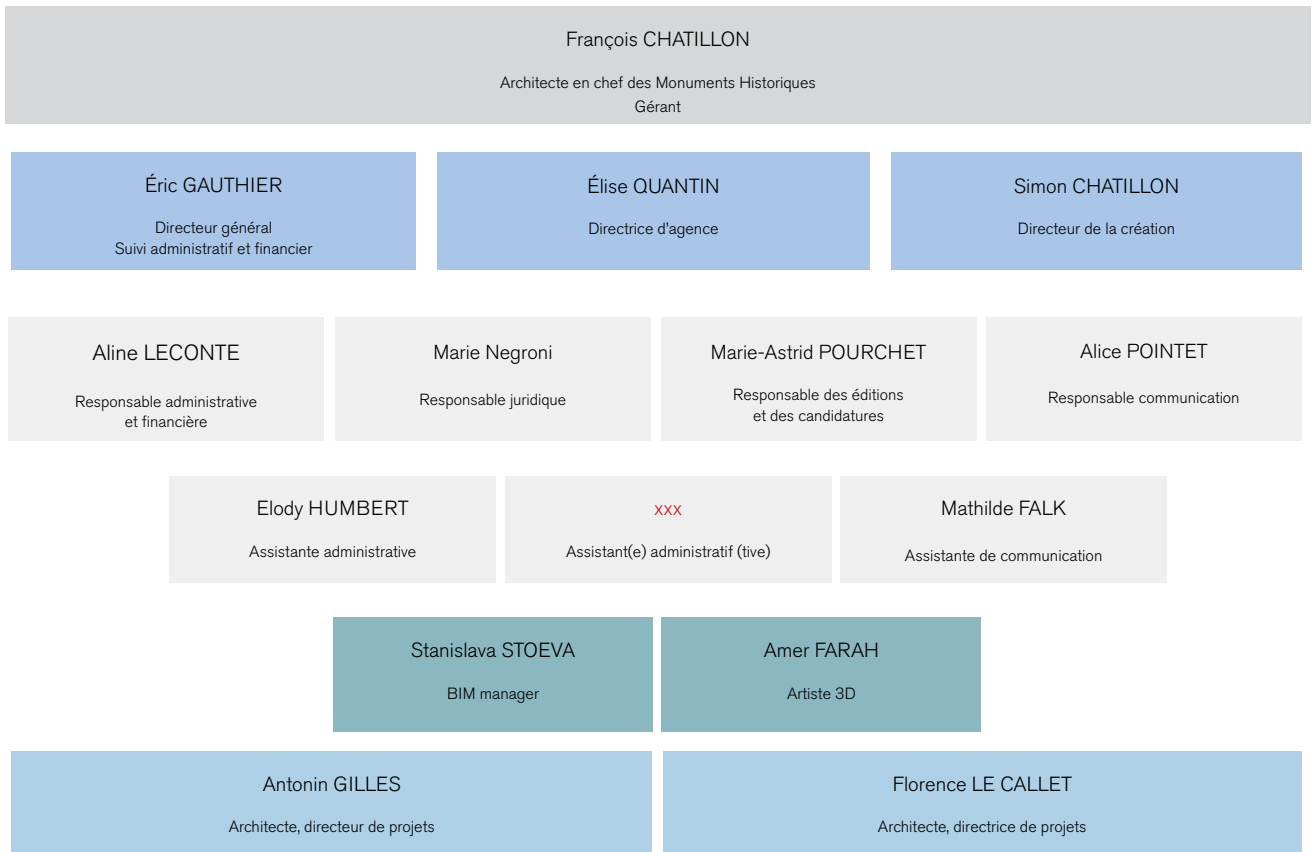 François CHATILLON
Architecte en chef des Monuments Historiques
Gérant
Éric GAUTHIER
Directeur général
Suivi administratif et financier
Élise QUANTIN
Directrice d'agence
Simon CHATILLON
Directeur de la création
Aline LECONTE
Responsable administrative
et financière
Marie Negroni
Responsable juridique
Marie-Astrid POURCHET
Responsable des éditions
et des candidatures
Alice POINTET
Responsable communication
Elody HUMBERT
Assistante administrative
xxx
Assistant(e) administratif (tive)
Mathilde FALK
Assistante de communication
Stanislava STOEVA
BIM manager
Amer FARAH
Artiste 3D
Antonin GILLES
Architecte, directeur de projets
Florence LE CALLET
Architecte, directrice de projets